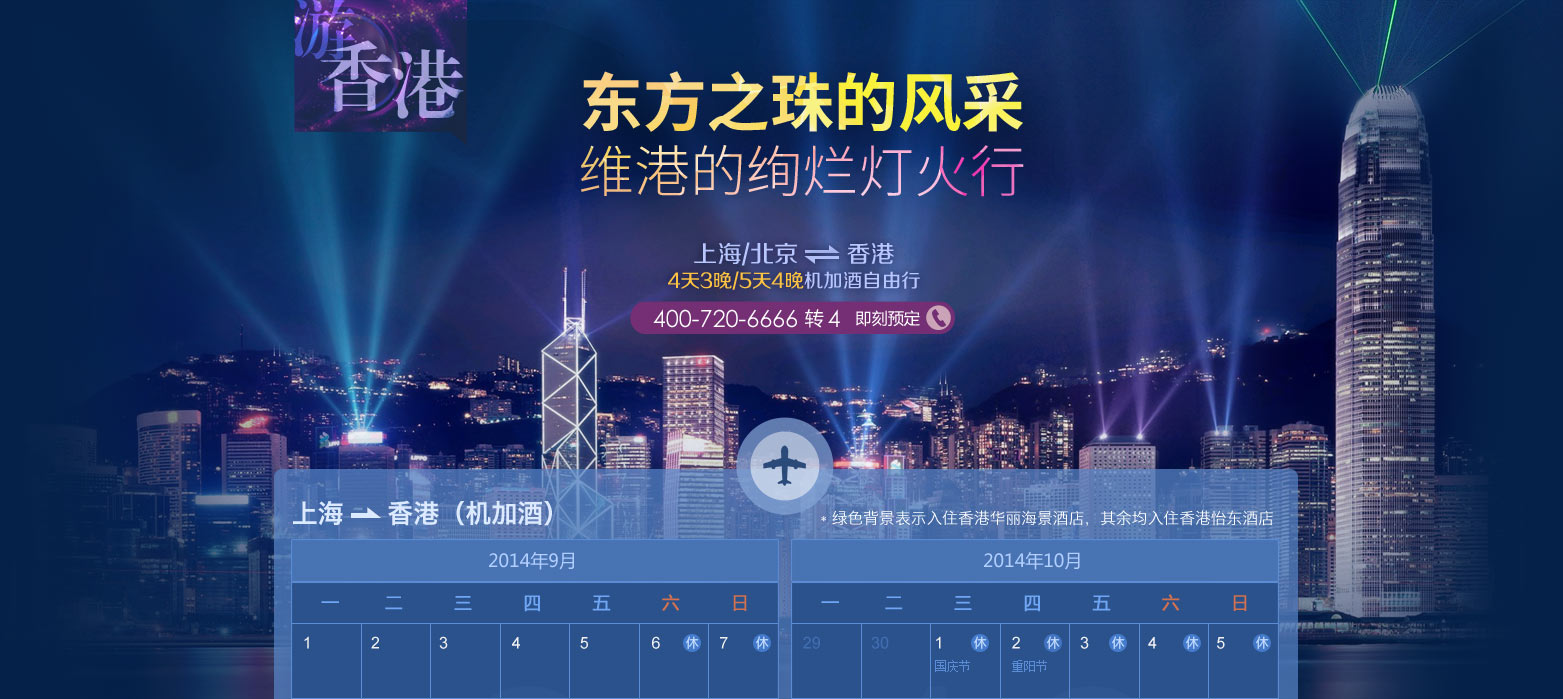 游
香港
东方之珠的风采
维港的绚烂灯火行
上海/北京 ⇌ 香港
4天3晚/5天4晚机加酒自由行
400-720-6666 转 4 即刻预定
上海 ⇀ 香港（机加酒）
* 绿色背景表示入住香港华丽海景酒店，其余均入住香港怡东酒店
2014年9月
一 二 三 四 五 六 日
1 2 3 4 5 6 休 7 休
2014年10月
一 二 三 四 五 六 日
29 30 1 休 2 休 3 休 4 休 5 休
国庆节 重阳节